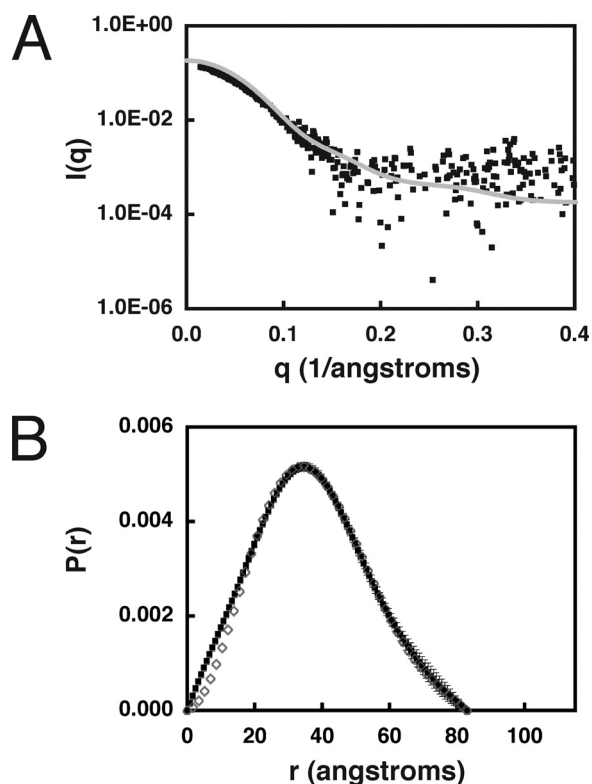 A
1.0E+00
1.0E-02
1.0E-04
1.0E-06
I(q)
0.0 0.1 0.2 0.3 0.4
q (1/angstroms)
B
0.006
0.004
0.002
0.000
P(r)
0 20 40 60 80 100
r (angstroms)